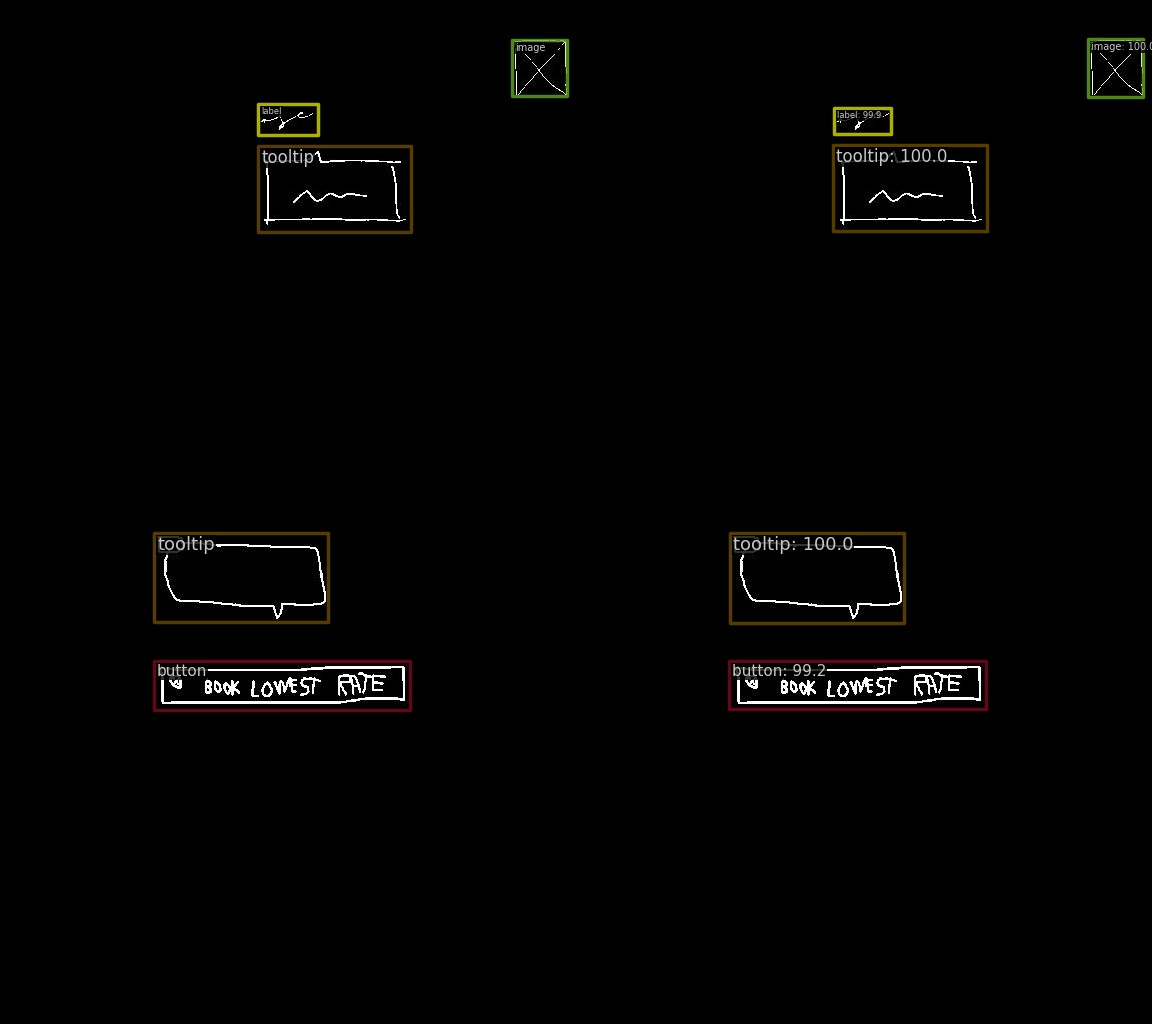 image image: 100.0
label label: 99.9
tooltip tooltip: 100.0
tooltip tooltip: 100.0
button button: 99.2
BOOK LOWEST RATE BOOK LOWEST RATE